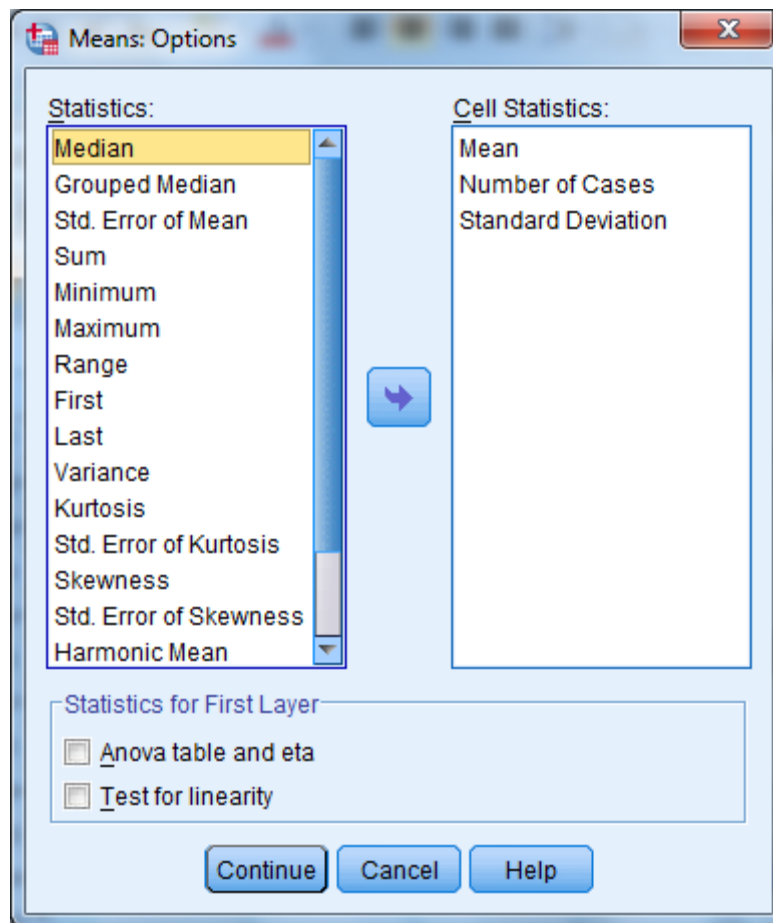 Means: Options
Statistics:
Median
Grouped Median
Std. Error of Mean
Sum
Minimum
Maximum
Range
First
Last
Variance
Kurtosis
Std. Error of Kurtosis
Skewness
Std. Error of Skewness
Harmonic Mean
Cell Statistics:
Mean
Number of Cases
Standard Deviation
Statistics for First Layer
Anova table and eta
Test for linearity
Continue Cancel Help